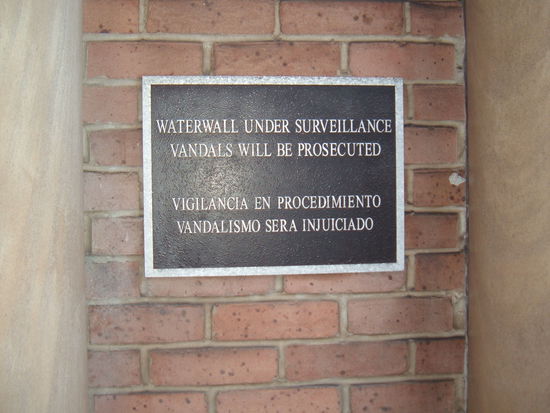 WATERWALL UNDER SURVEILLANCE
VANDALS WILL BE PROSECUTED
VIGILANCIA EN PROCEDIMIENTO
VANDALISMO SERA INJUICIADO